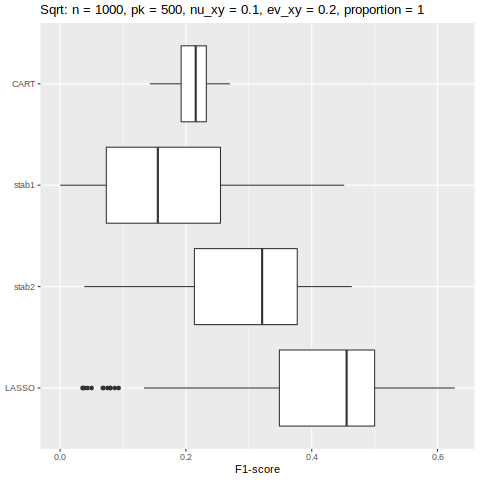 Sqrt: n = 1000, pk = 500, nu_xy = 0.1, ev_xy = 0.2, proportion = 1
CART
stab1
stab2
LASSO
0.0 0.2 0.4 0.6
F1-score